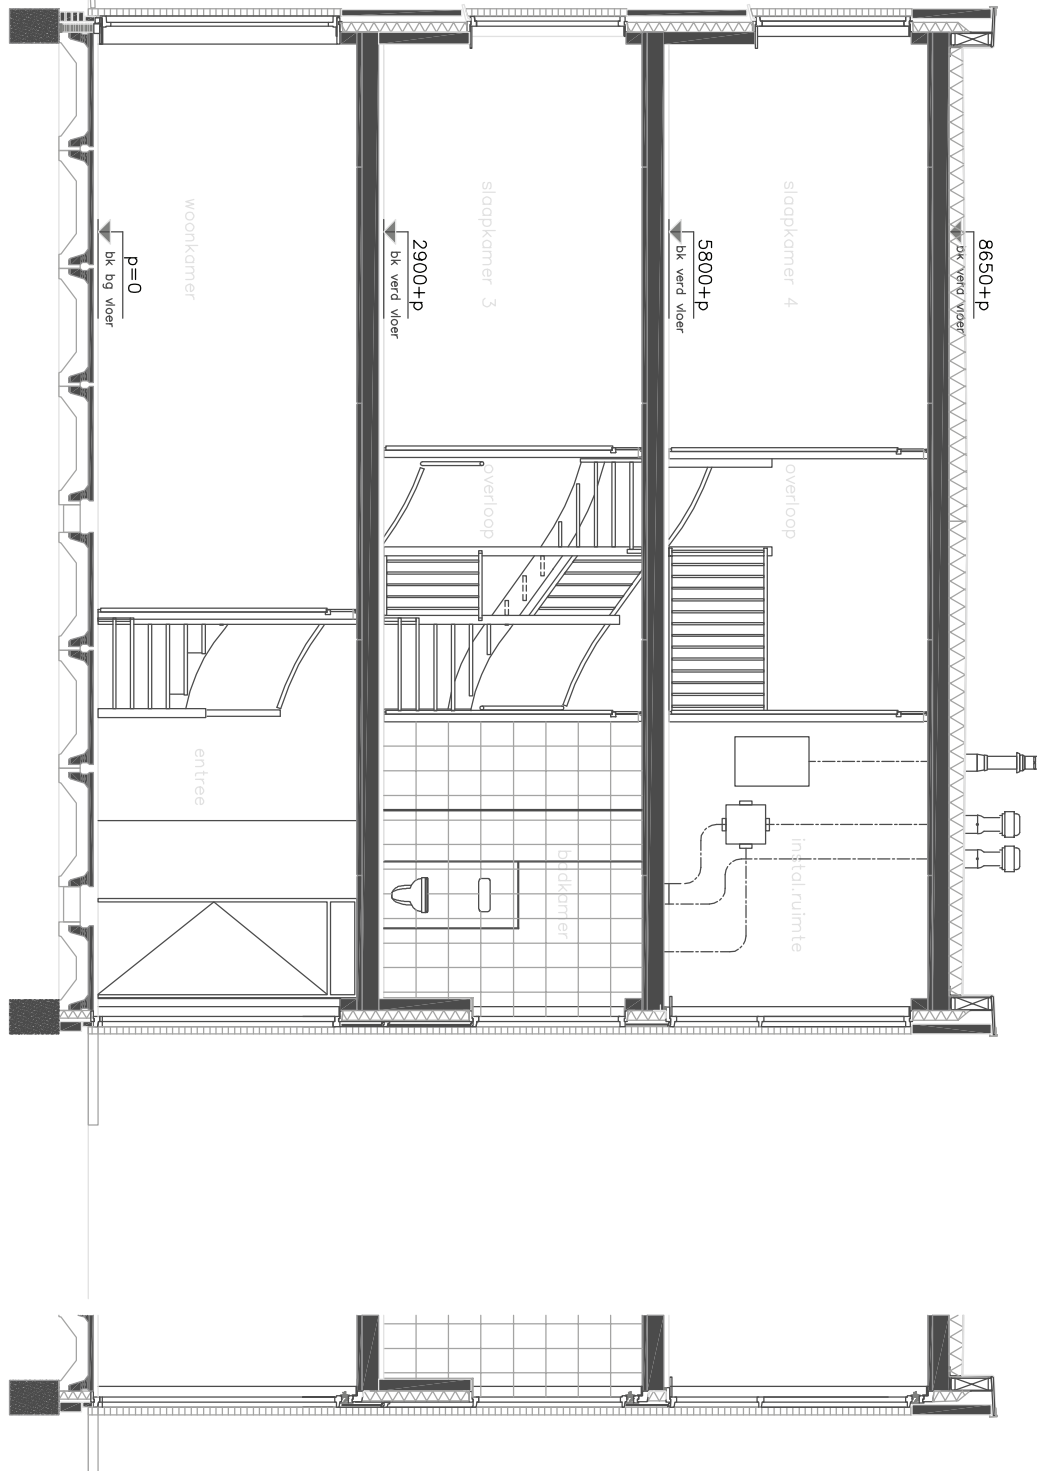 8650+p
bk verd vloer
slaapkamer 4
overloop
instal.ruimte
5800+p
bk verd vloer
slaapkamer 3
overloop
badkamer
2900+p
bk verd vloer
woonkamer
entree
p=0
bk bg vloer